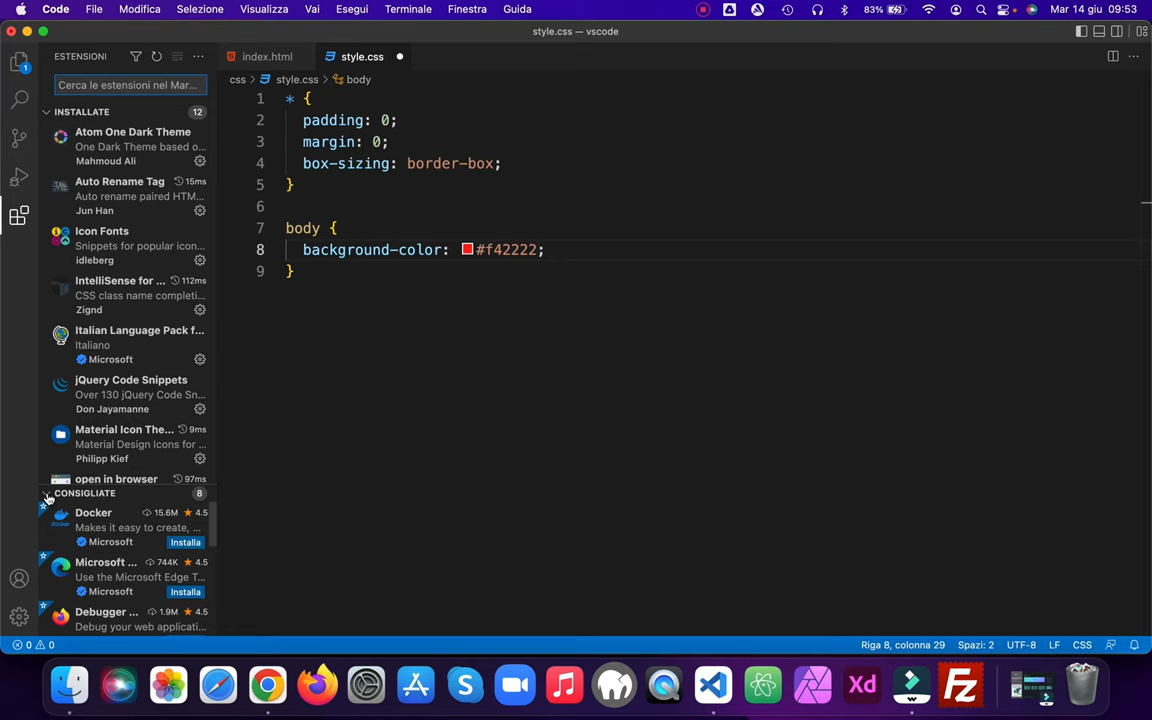 Code File Modifica Selezione Visualizza Vai Esegui Terminale Finestra Guida 83% Mar 14 giu 09:53
style.css — vscode
ESTENSIONI
index.html
style.css
1
Cerca le estensioni nel Mar...
css > style.css > body
INSTALLATE 12
Atom One Dark Theme
One Dark Theme based o...
Mahmoud Ali
Auto Rename Tag 15ms
Auto rename paired HTM...
Jun Han
Icon Fonts
Snippets for popular icon...
idleberg
IntelliSense for ... 112ms
CSS class name completi...
Zignd
Italian Language Pack f...
Italiano
Microsoft
jQuery Code Snippets
Over 130 jQuery Code Sn...
Don Jayamanne
Material Icon The... 9ms
Material Design Icons for ...
Philipp Kief
open in browser 97ms
CONSIGLIATE 8
Docker 15.6M 4.5
Makes it easy to create, ...
Microsoft Installa
Microsoft ... 744K 4.5
Use the Microsoft Edge T...
Microsoft Installa
Debugger ... 1.9M 4.5
Debug your web applicati...
1 * {
2 padding: 0;
3 margin: 0;
4 box-sizing: border-box;
5 }
6
7 body {
8 background-color: #f42222;
9 }
0 0 Riga 8, colonna 29 Spazi: 2 UTF-8 LF CSS
Xd
Fz